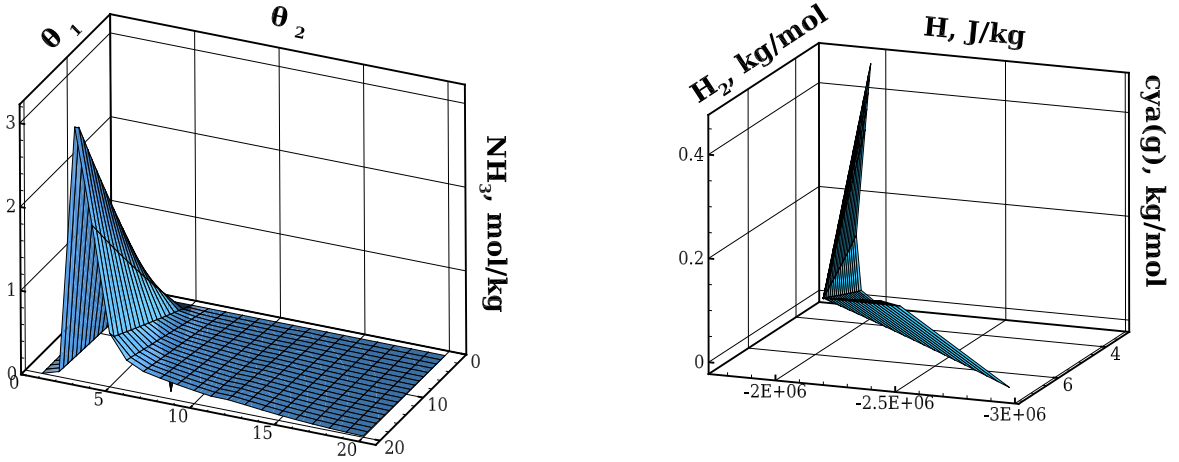 θ 1
θ 2
NH3, mol/kg
3
2
1
0
0
5
10
15
20
0
10
20
H2, kg/mol
H, J/kg
cya(g), kg/mol
0.4
0.2
0
-2E+06
-2.5E+06
-3E+06
4
6